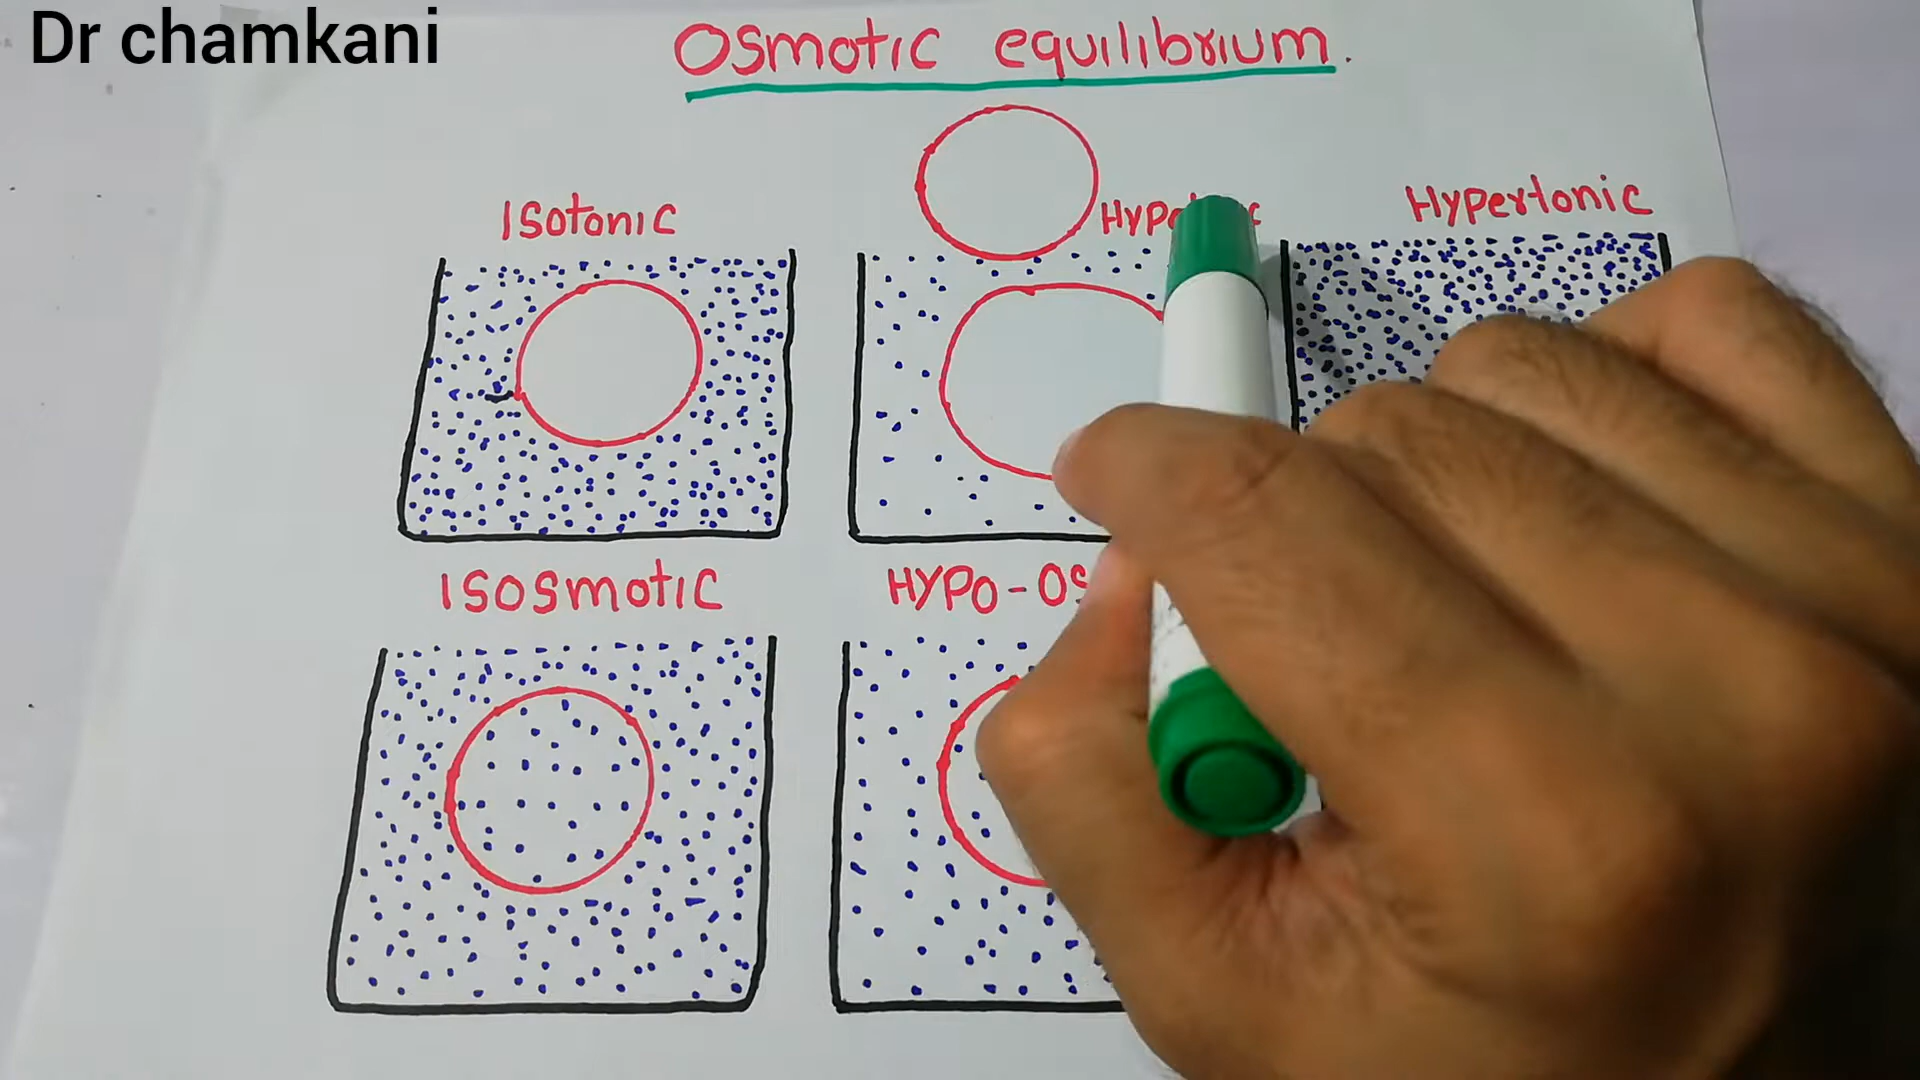 Dr chamkani
Osmotic equilibrium.
Isotonic
Hypertonic
Isosmotic